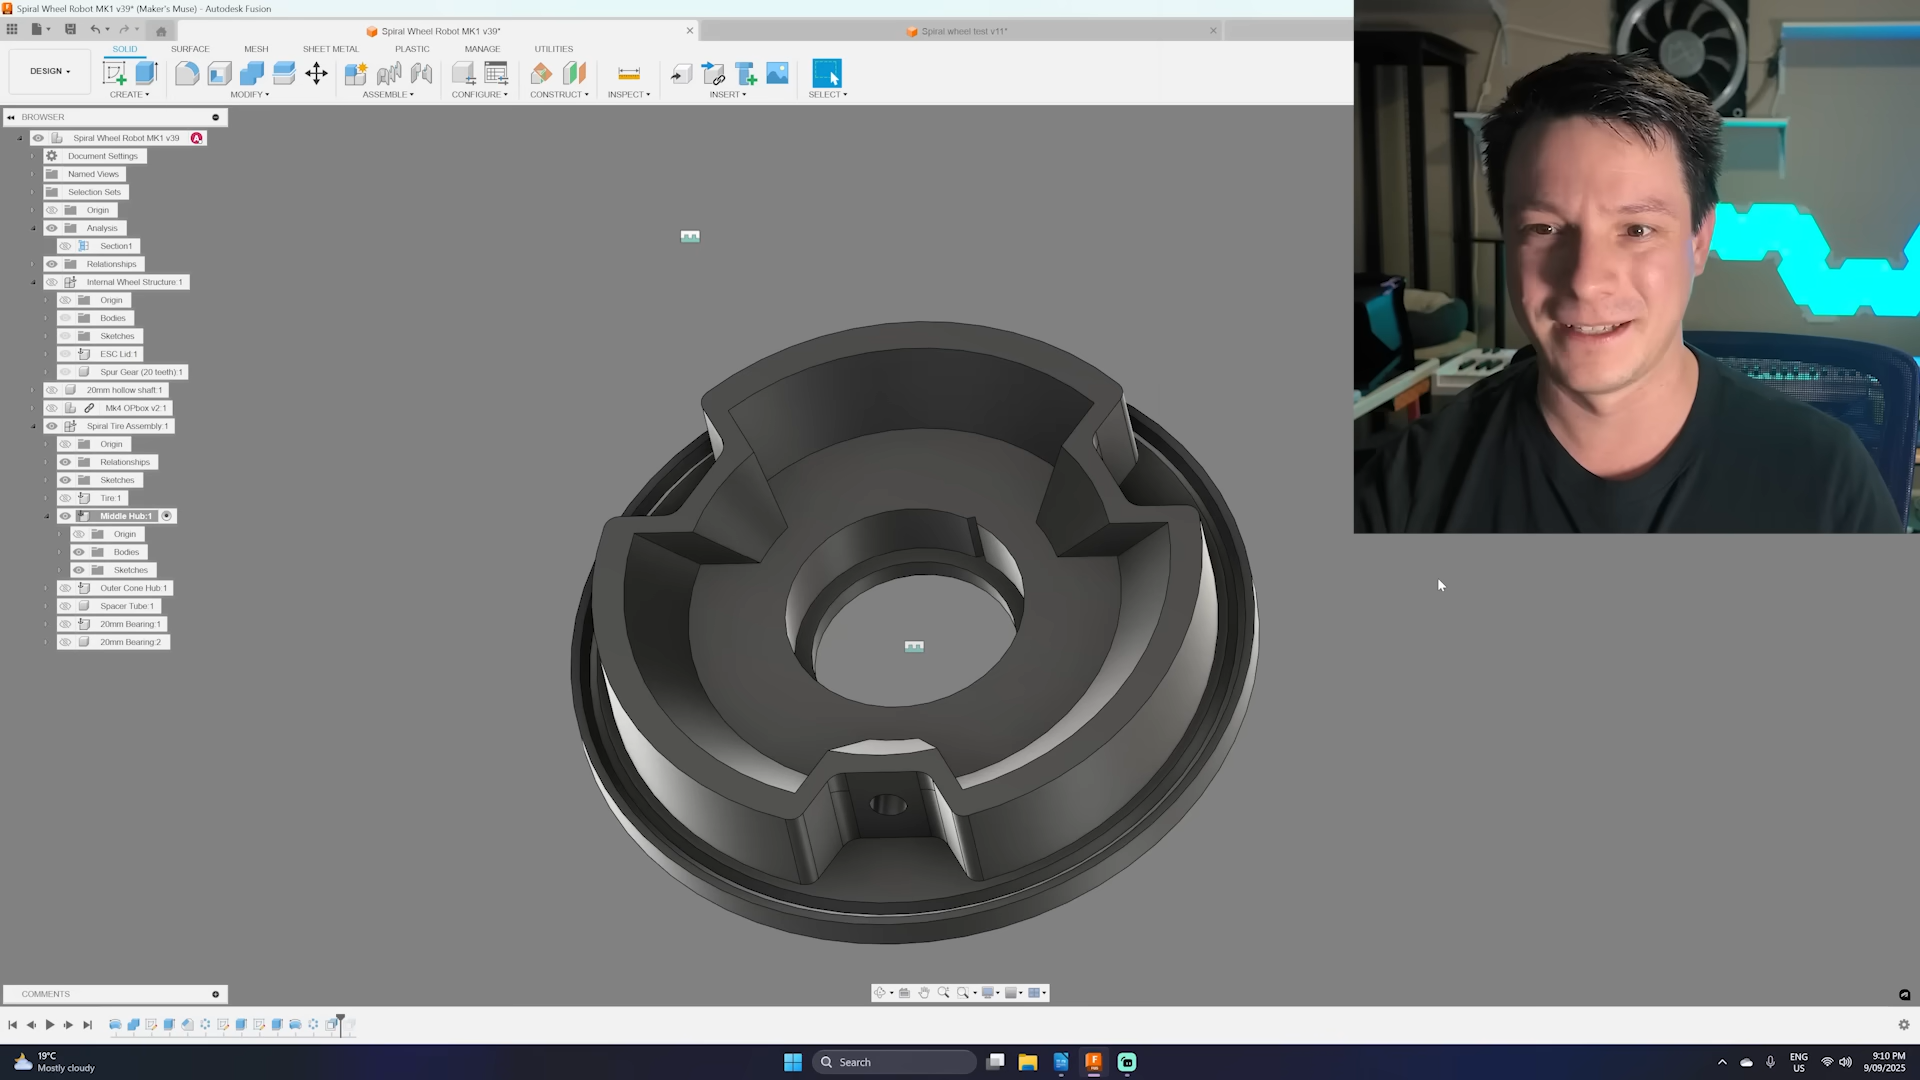 Spiral Wheel Robot MK1 v39* (Maker's Muse) - Autodesk Fusion
Spiral Wheel Robot MK1 v39*
Spiral wheel test v11*
DESIGN
SOLID
SURFACE
MESH
SHEET METAL
PLASTIC
MANAGE
UTILITIES
CREATE
MODIFY
ASSEMBLE
CONFIGURE
CONSTRUCT
INSPECT
INSERT
SELECT
BROWSER
Spiral Wheel Robot MK1 v39
Document Settings
Named Views
Selection Sets
Origin
Analysis
Section1
Relationships
Internal Wheel Structure:1
Origin
Bodies
Sketches
ESC Lid:1
Spur Gear (20 teeth):1
20mm hollow shaft:1
Mk4 OPbox v2:1
Spiral Tire Assembly:1
Origin
Relationships
Sketches
Tire:1
Middle Hub:1
Origin
Bodies
Sketches
Outer Cone Hub:1
Spacer Tube:1
20mm Bearing:1
20mm Bearing:2
COMMENTS
19°C
Mostly cloudy
Search
ENG
US
9:10 PM
9/09/2025